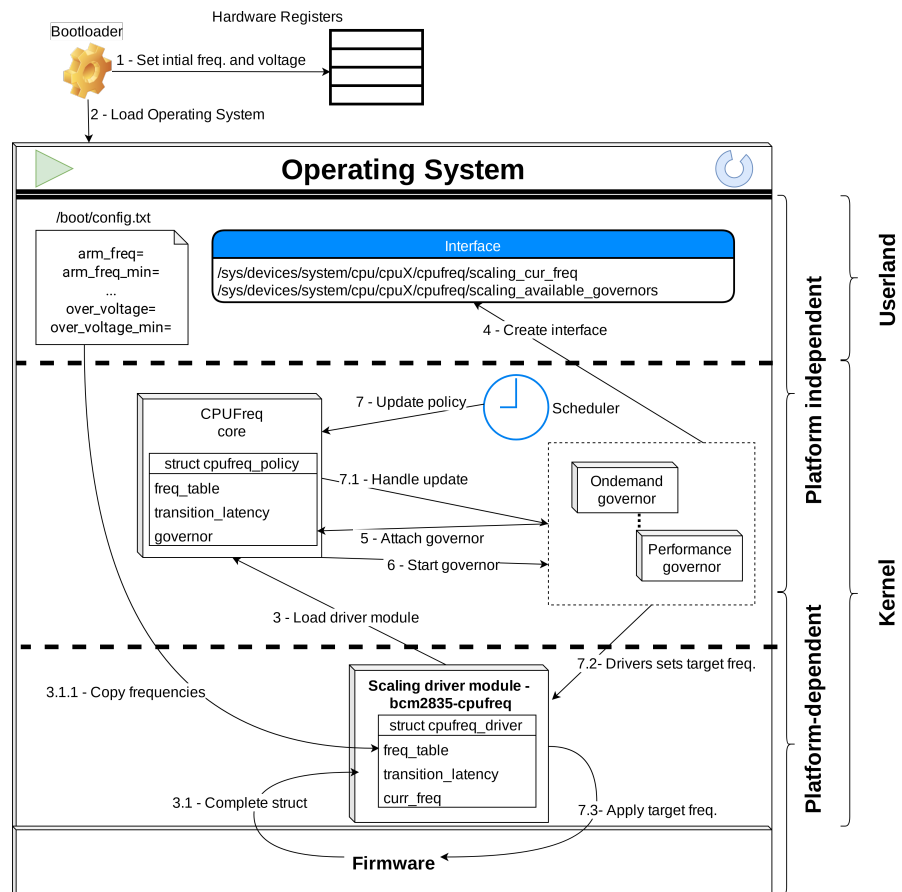 Hardware Registers
Bootloader
1 - Set intial freq. and voltage
2 - Load Operating System
Operating System
/boot/config.txt
arm_freq=
arm_freq_min=
...
over_voltage=
over_voltage_min=
Interface
/sys/devices/system/cpu/cpuX/cpufreq/scaling_cur_freq
/sys/devices/system/cpu/cpuX/cpufreq/scaling_available_governors
4 - Create interface
Userland
Platform independent
7 - Update policy
Scheduler
CPUFreq
core
struct cpufreq_policy
freq_table
transition_latency
governor
7.1 - Handle update
5 - Attach governor
6 - Start governor
Ondemand
governor
Performance
governor
Kernel
3 - Load driver module
7.2- Drivers sets target freq.
Platform-dependent
3.1.1 - Copy frequencies
Scaling driver module -
bcm2835-cpufreq
struct cpufreq_driver
freq_table
transition_latency
curr_freq
3.1 - Complete struct
7.3- Apply target freq.
Firmware